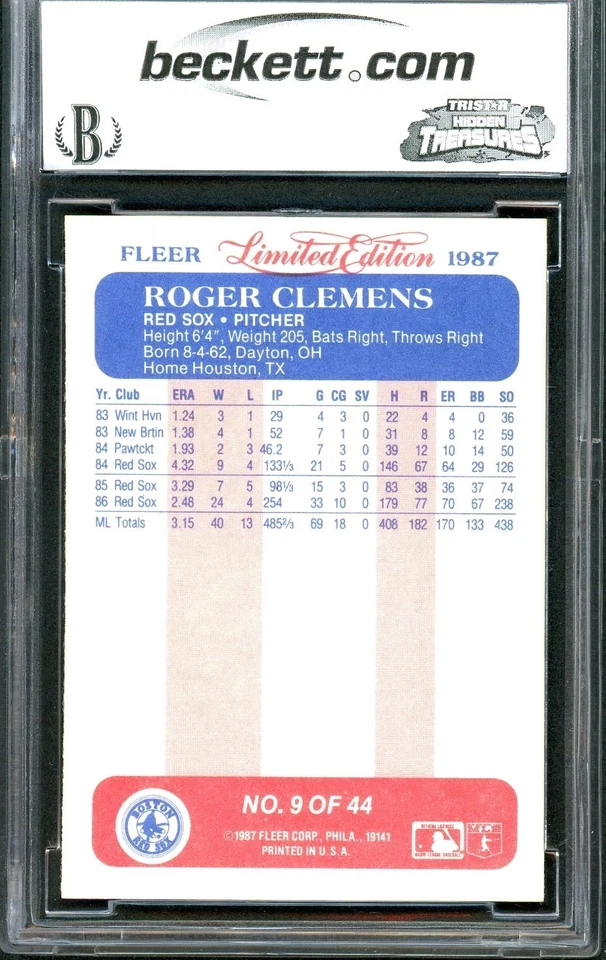 beckett.com
B
TRISTAR
HIDDEN
TREASURES
FLEER Limited Edition 1987
ROGER CLEMENS
RED SOX • PITCHER
Height 6'4", Weight 205, Bats Right, Throws Right
Born 8-4-62, Dayton, OH
Home Houston, TX
Yr. Club ERA W L IP G CG SV H R ER BB SO
83 Wint Hvn 1.24 3 1 29 4 3 0 22 4 4 0 36
83 New Brtin 1.38 4 1 52 7 1 0 31 8 8 12 59
84 Pawtckt 1.93 2 3 46.2 7 3 0 39 12 10 14 50
84 Red Sox 4.32 9 4 133⅓ 21 5 0 146 67 64 29 126
85 Red Sox 3.29 7 5 98⅓ 15 3 0 83 38 36 37 74
86 Red Sox 2.48 24 4 254 33 10 0 179 77 70 67 238
ML Totals 3.15 40 13 485⅔ 69 18 0 408 182 170 133 438
BOSTON
RED SOX
NO. 9 OF 44
©1987 FLEER CORP., PHILA., 19141
PRINTED IN U.S.A.
OFFICIAL LICENSEE
MAJOR LEAGUE BASEBALL